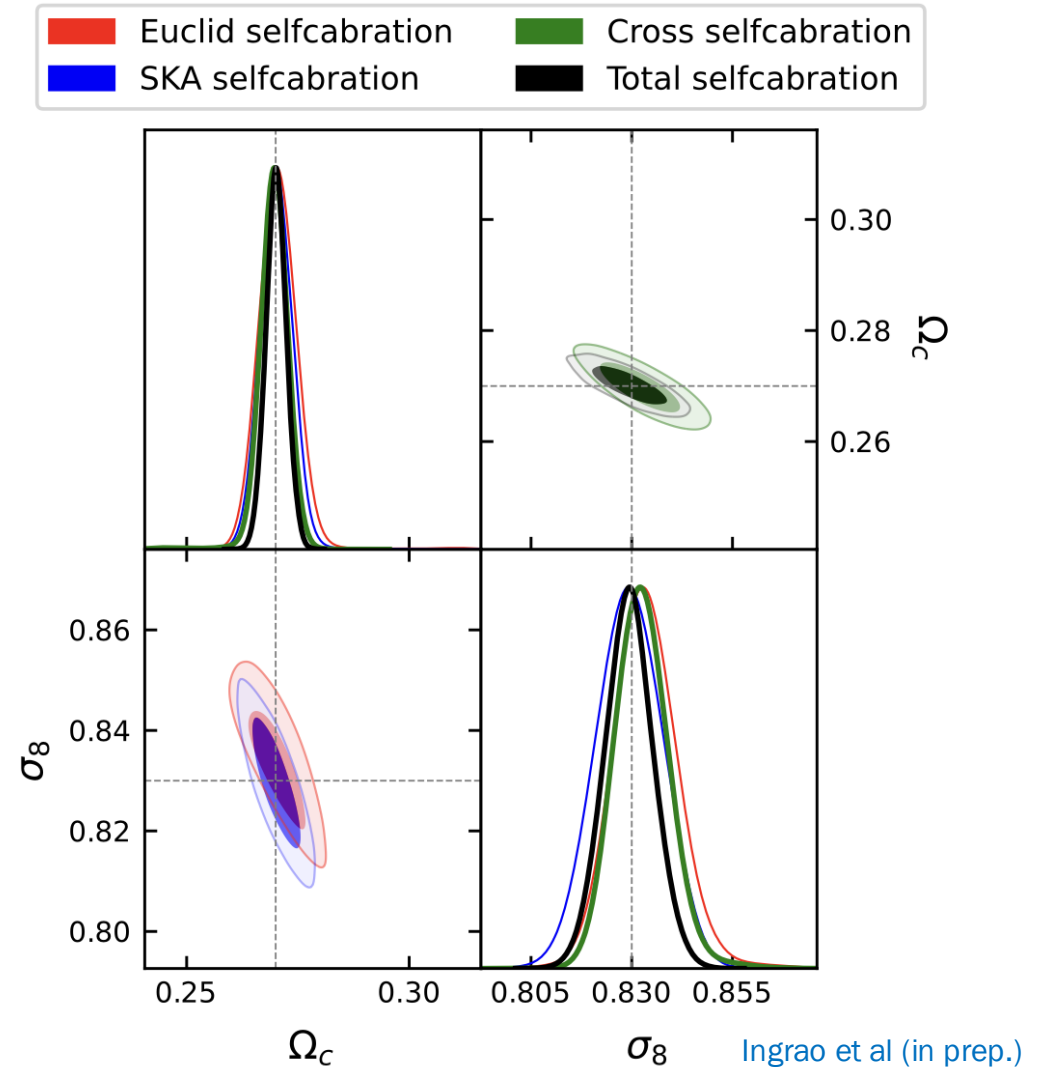 Euclid selfcabration
Cross selfcabration
SKA selfcabration
Total selfcabration
0.30
0.28
0.26
Ωc
0.86
0.84
0.82
0.80
σ8
0.25 0.30
0.805 0.830 0.855
Ωc
σ8
Ingrao et al (in prep.)